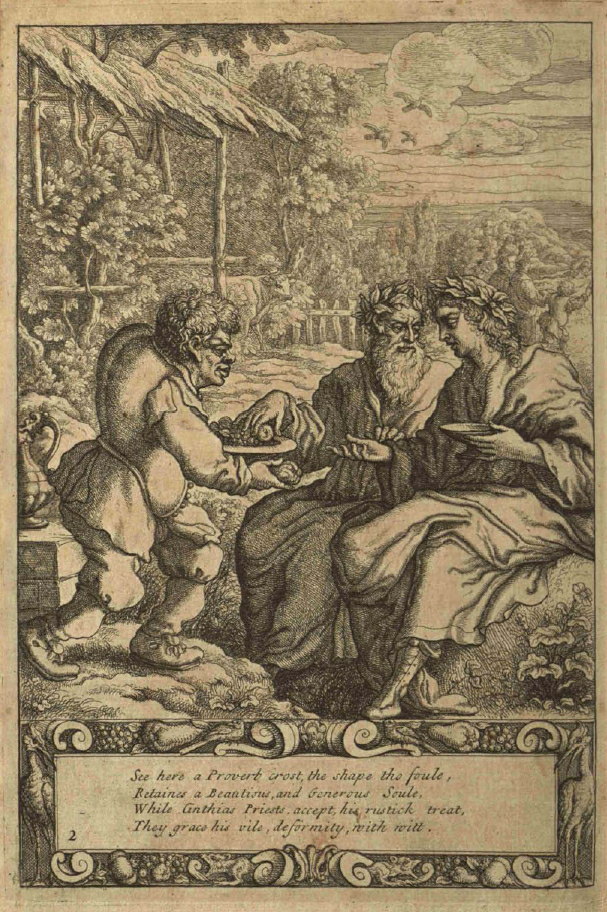 See here a Proverb crost, the shape tho foule,
Retaines a Beautious, and Generous Soule,
While Cinthias Priests, accept, his rustick treat,
They grace his vile, deformity, with witt.
2